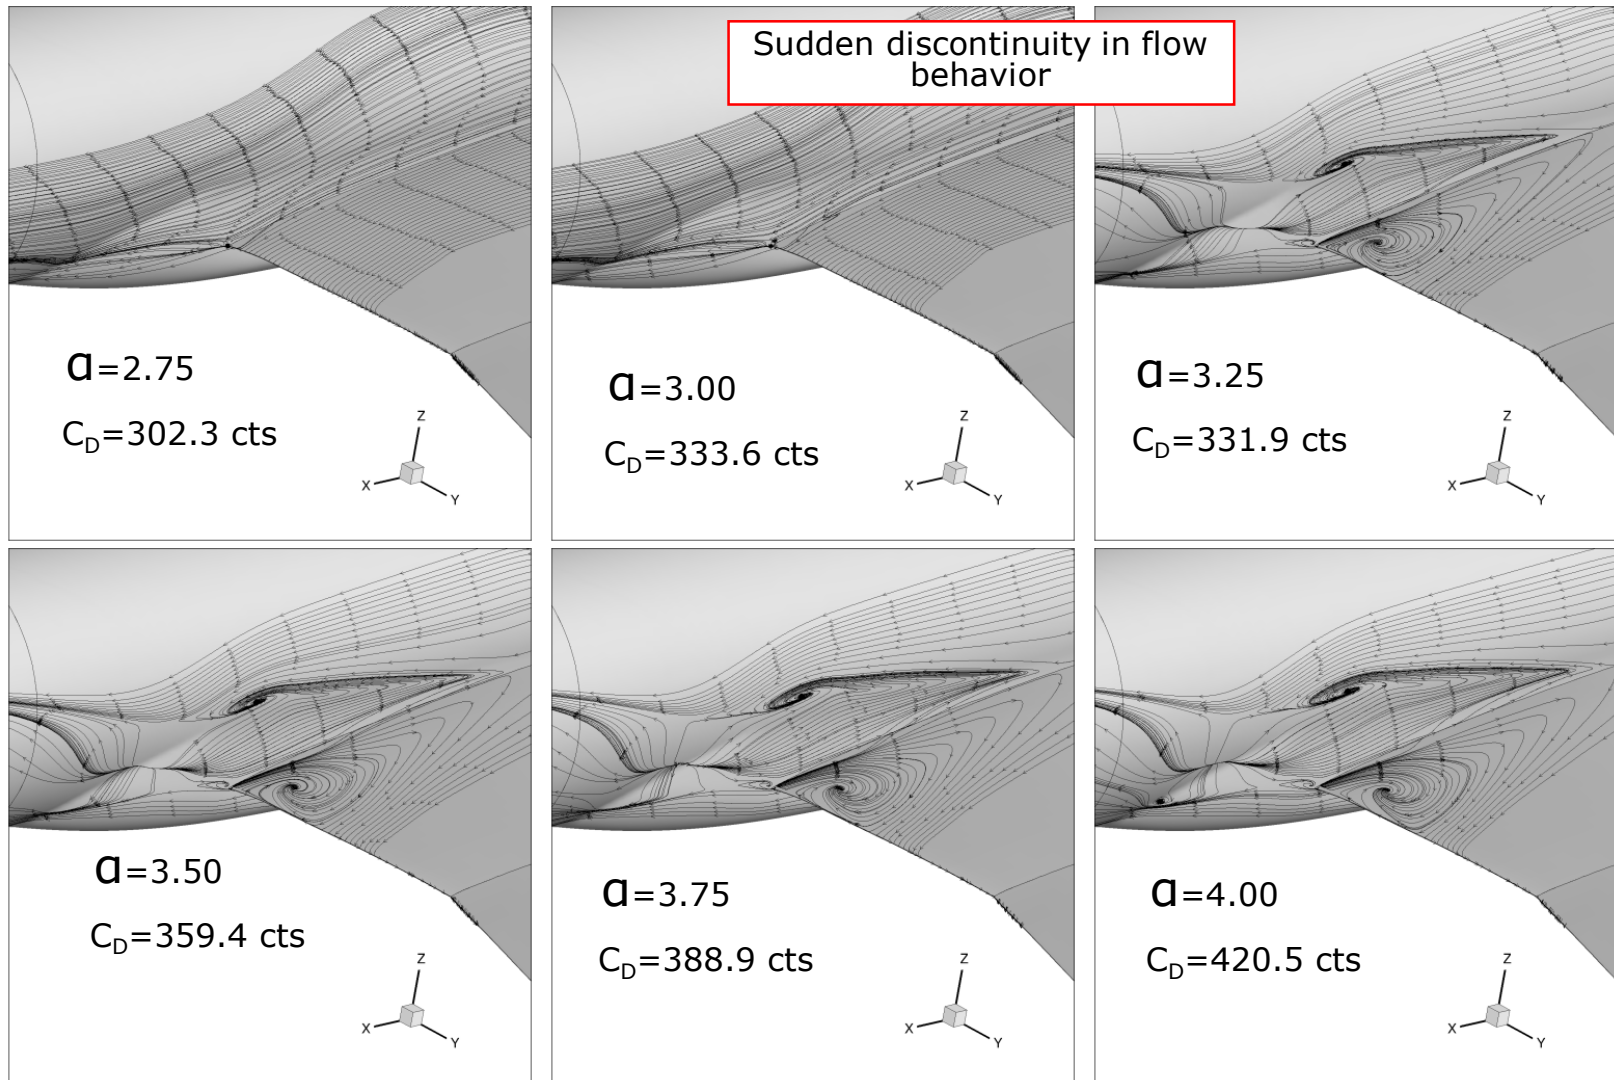 Sudden discontinuity in flow
behavior
ɑ=2.75
C_D=302.3 cts
Z
X
Y
ɑ=3.00
C_D=333.6 cts
Z
X
Y
ɑ=3.25
C_D=331.9 cts
Z
X
Y
ɑ=3.50
C_D=359.4 cts
Z
X
Y
ɑ=3.75
C_D=388.9 cts
Z
X
Y
ɑ=4.00
C_D=420.5 cts
Z
X
Y